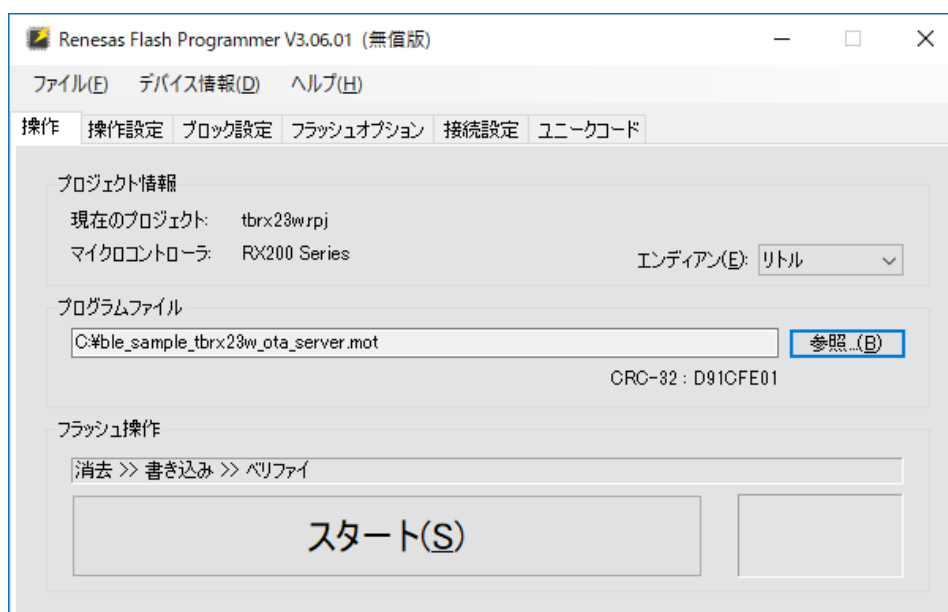 Renesas Flash Programmer V3.06.01 (無償版)
ファイル(F) デバイス情報(D) ヘルプ(H)
操作 操作設定 ブロック設定 フラッシュオプション 接続設定 ユニークコード
プロジェクト情報
現在のプロジェクト: tbrx23w.rpj
マイクロコントローラ: RX200 Series エンディアン(E): リトル
プログラムファイル
C:¥ble_sample_tbrx23w_ota_server.mot 参照...(B)
CRC-32 : D91CFE01
フラッシュ操作
消去 >> 書き込み >> ベリファイ
スタート(S)